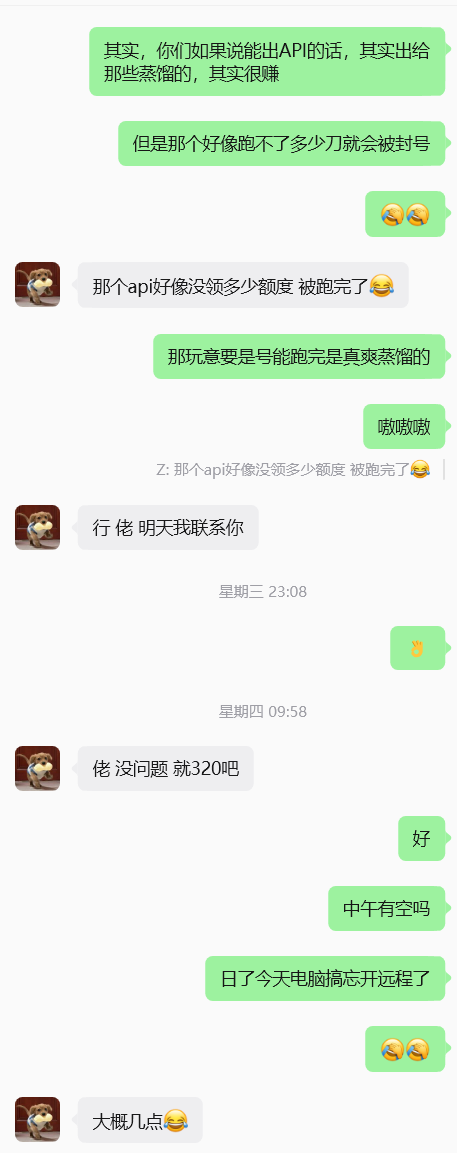 其实，你们如果说能出API的话，其实出给
那些蒸馏的，其实很赚
但是那个好像跑不了多少刀就会被封号
🤣🤣
那个api好像没领多少额度 被跑完了😂
那玩意要是号能跑完是真爽蒸馏的
嗷嗷嗷
Z: 那个api好像没领多少额度 被跑完了😂
行 佬 明天我联系你
星期三 23:08
👌
星期四 09:58
佬 没问题 就320吧
好
中午有空吗
日了今天电脑搞忘开远程了
🤣🤣
大概几点😂